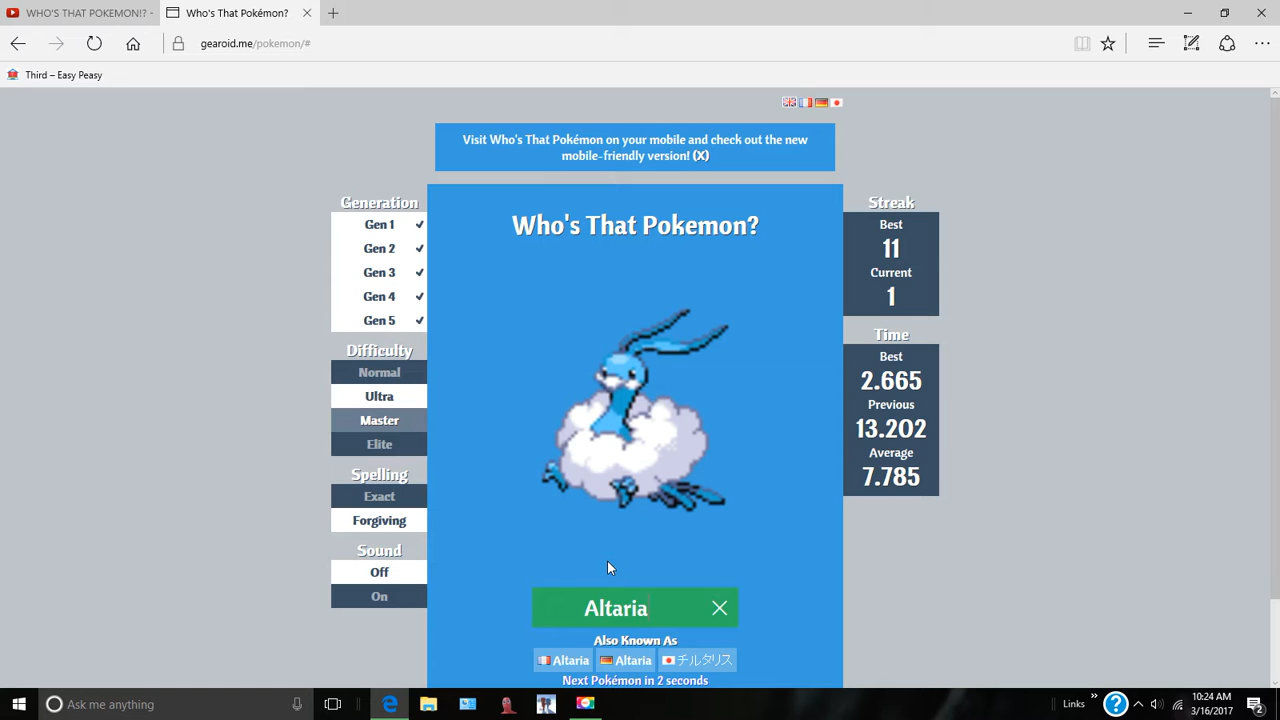 WHO'S THAT POKEMON!? -
Who's That Pokémon?
gearoid.me/pokemon/#
Third – Easy Peasy
Visit Who's That Pokémon on your mobile and check out the new
mobile-friendly version! (X)
Generation
Gen 1
Gen 2
Gen 3
Gen 4
Gen 5
Difficulty
Normal
Ultra
Master
Elite
Spelling
Exact
Forgiving
Sound
Off
On
Who's That Pokemon?
Altaria
Also Known As
Altaria
Altaria
チルタリス
Next Pokémon in 2 seconds
Streak
Best
11
Current
1
Time
Best
2.665
Previous
13.202
Average
7.785
Ask me anything
Links
10:24 AM
3/16/2017